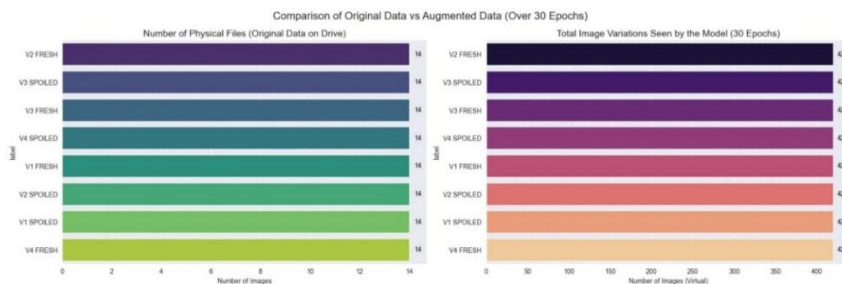 Comparison of Original Data vs Augmented Data (Over 30 Epochs)
Number of Physical Files (Original Data on Drive)
V2 FRESH
14
V3 SPOILED
14
V3 FRESH
14
V4 SPOILED
14
V1 FRESH
14
V2 SPOILED
14
V1 SPOILED
14
V4 FRESH
14
label
0 2 4 6 8 10 12 14
Number of Images
Total Image Variations Seen by the Model (30 Epochs)
V2 FRESH
V3 SPOILED
V3 FRESH
V4 SPOILED
V1 FRESH
V2 SPOILED
V1 SPOILED
V4 FRESH
label
0 50 100 150 200 250 300 350 400
Number of Images (Virtual)